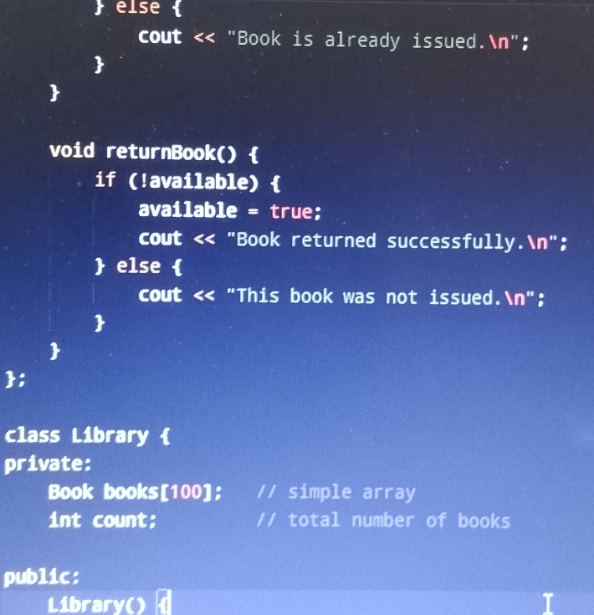 } else {
cout << "Book is already issued.\n";
}
}
void returnBook() {
if (!available) {
available = true;
cout << "Book returned successfully.\n";
} else {
cout << "This book was not issued.\n";
}
}
};
class Library {
private:
Book books[100]; // simple array
int count; // total number of books
public:
Library() {